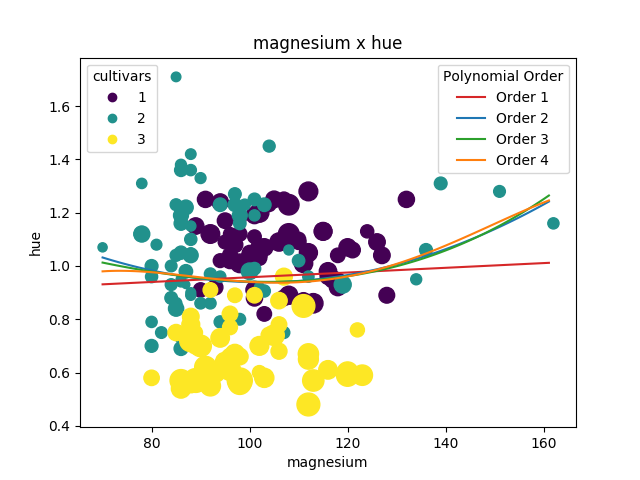 magnesium x hue
cultivars
1
2
3
Polynomial Order
Order 1
Order 2
Order 3
Order 4
hue
1.6
1.4
1.2
1.0
0.8
0.6
0.4
80 100 120 140 160
magnesium